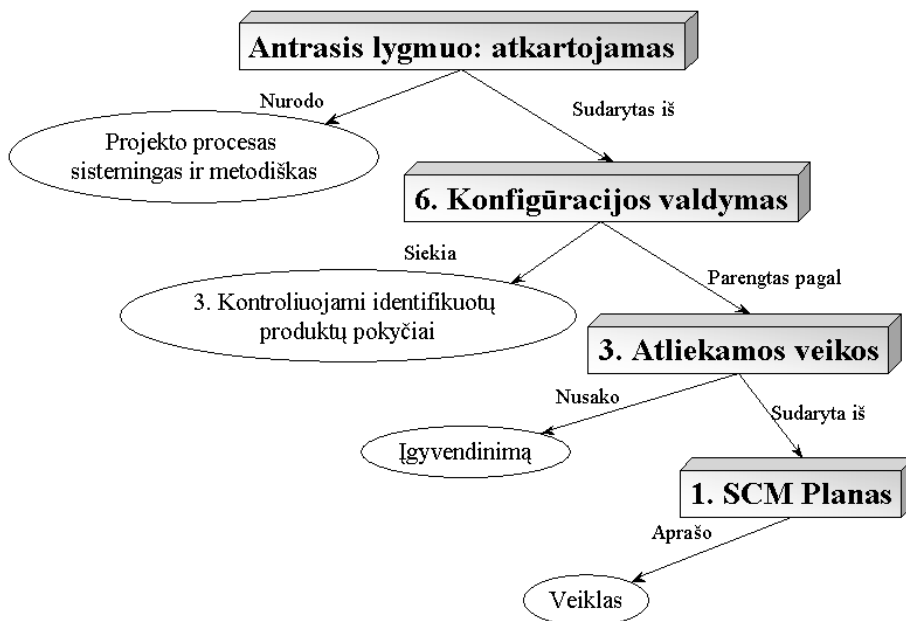 Antrasis lygmuo: atkartojamas
Nurodo
Sudarytas iš
Projekto procesas
sistemingas ir metodiškas
6. Konfigūracijos valdymas
Siekia
Parengtas pagal
3. Kontroliuojami identifikuotų
produktų pokyčiai
3. Atliekamos veikos
Nusako
Sudaryta iš
Įgyvendinimą
1. SCM Planas
Aprašo
Veiklas